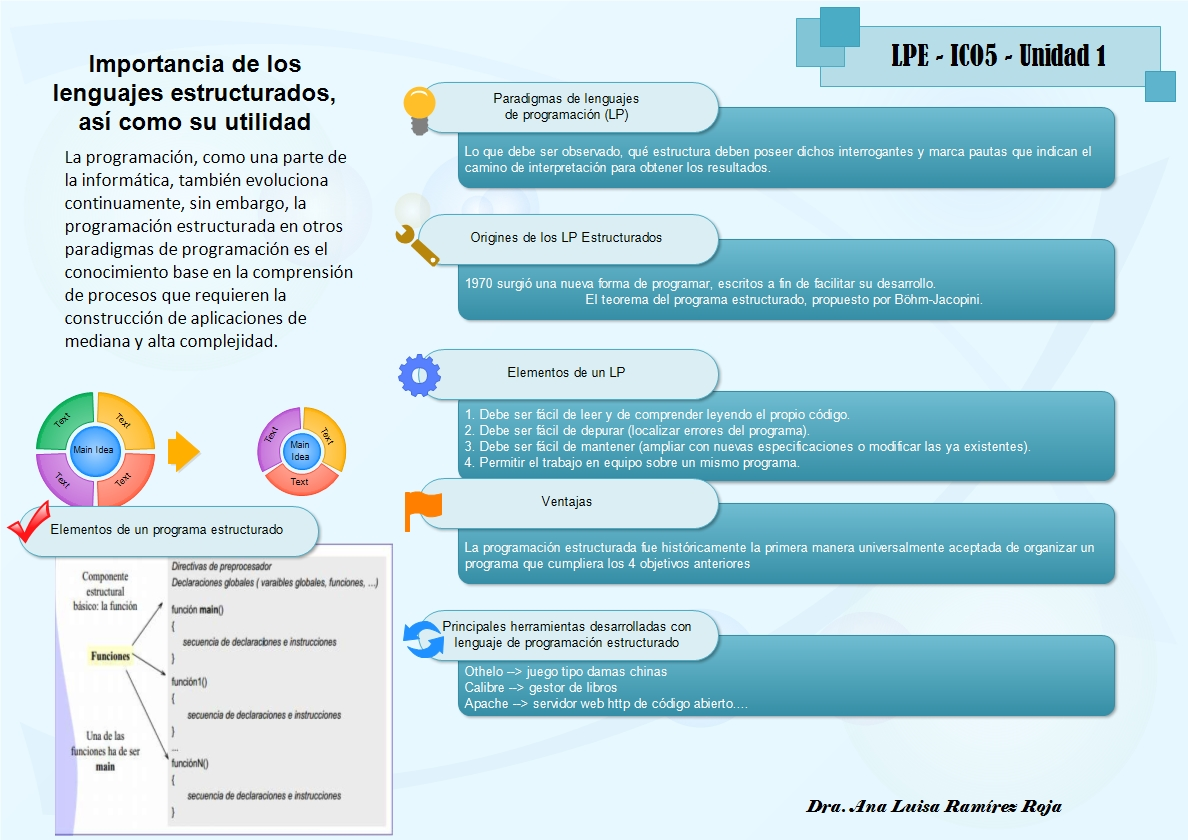 LPE - IC05 - Unidad 1
Importancia de los
lenguajes estructurados,
así como su utilidad
La programación, como una parte de
la informática, también evoluciona
continuamente, sin embargo, la
programación estructurada en otros
paradigmas de programación es el
conocimiento base en la comprensión
de procesos que requieren la
construcción de aplicaciones de
mediana y alta complejidad.
Text
Text
Main Idea
Text
Text
Text
Text
Main
Idea
Text
Elementos de un programa estructurado
Componente
estructural
básico: la función
Funciones
Una de las
funciones ha de ser
main
Directivas de preprocesador
Declaraciones globales ( varaibles globales, funciones, ...)
función main()
{
secuencia de declaraciones e instrucciones
}
función1()
{
secuencia de declaraciones e instrucciones
}
...
funciónN()
{
secuencia de declaraciones e instrucciones
}
Paradigmas de lenguajes
de programación (LP)
Lo que debe ser observado, qué estructura deben poseer dichos interrogantes y marca pautas que indican el
camino de interpretación para obtener los resultados.
Origines de los LP Estructurados
1970 surgió una nueva forma de programar, escritos a fin de facilitar su desarrollo.
El teorema del programa estructurado, propuesto por Böhm-Jacopini.
Elementos de un LP
1. Debe ser fácil de leer y de comprender leyendo el propio código.
2. Debe ser fácil de depurar (localizar errores del programa).
3. Debe ser fácil de mantener (ampliar con nuevas especificaciones o modificar las ya existentes).
4. Permitir el trabajo en equipo sobre un mismo programa.
Ventajas
La programación estructurada fue históricamente la primera manera universalmente aceptada de organizar un
programa que cumpliera los 4 objetivos anteriores
Principales herramientas desarrolladas con
lenguaje de programación estructurado
Othelo --> juego tipo damas chinas
Calibre --> gestor de libros
Apache --> servidor web http de código abierto....
Dra. Ana Luisa Ramírez Roja